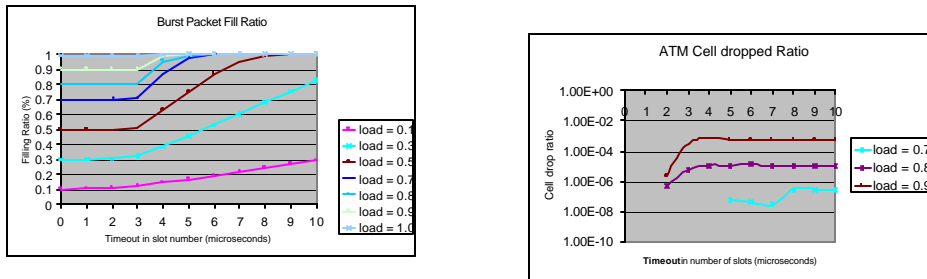 Burst Packet Fill Ratio
1
0.9
0.8
0.7
0.6
0.5
0.4
0.3
0.2
0.1
0
0 1 2 3 4 5 6 7 8 9 10
Filling Ratio (%)
Timeout in slot number (microseconds)
load = 0.1
load = 0.3
load = 0.5
load = 0.7
load = 0.8
load = 0.9
load = 1.0
ATM Cell dropped Ratio
1.00E+00
1.00E-02
1.00E-04
1.00E-06
1.00E-08
1.00E-10
0 1 2 3 4 5 6 7 8 9 10
Cell drop ratio
Timeout in number of slots (microseconds)
load = 0.7
load = 0.8
load = 0.9